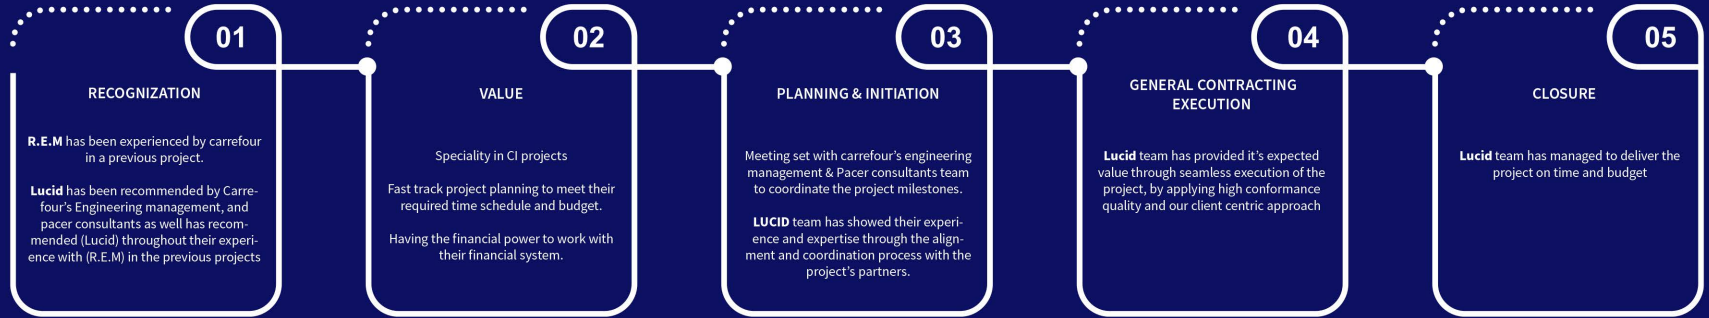 01
RECOGNIZATION
R.E.M has been experienced by carrefour
in a previous project.
Lucid has been recommended by Carre-
four's Engineering management, and
pacer consultants as well has recom-
mended (Lucid) throughout their experi-
ence with (R.E.M) in the previous projects
02
VALUE
Speciality in CI projects
Fast track project planning to meet their
required time schedule and budget.
Having the financial power to work with
their financial system.
03
PLANNING & INITIATION
Meeting set with carrefour's engineering
management & Pacer consultants team
to coordinate the project milestones.
LUCID team has showed their experi-
ence and expertise through the align-
ment and coordination process with the
project's partners.
04
GENERAL CONTRACTING
EXECUTION
Lucid team has provided it's expected
value through seamless execution of the
project, by applying high conformance
quality and our client centric approach
05
CLOSURE
Lucid team has managed to deliver the
project on time and budget